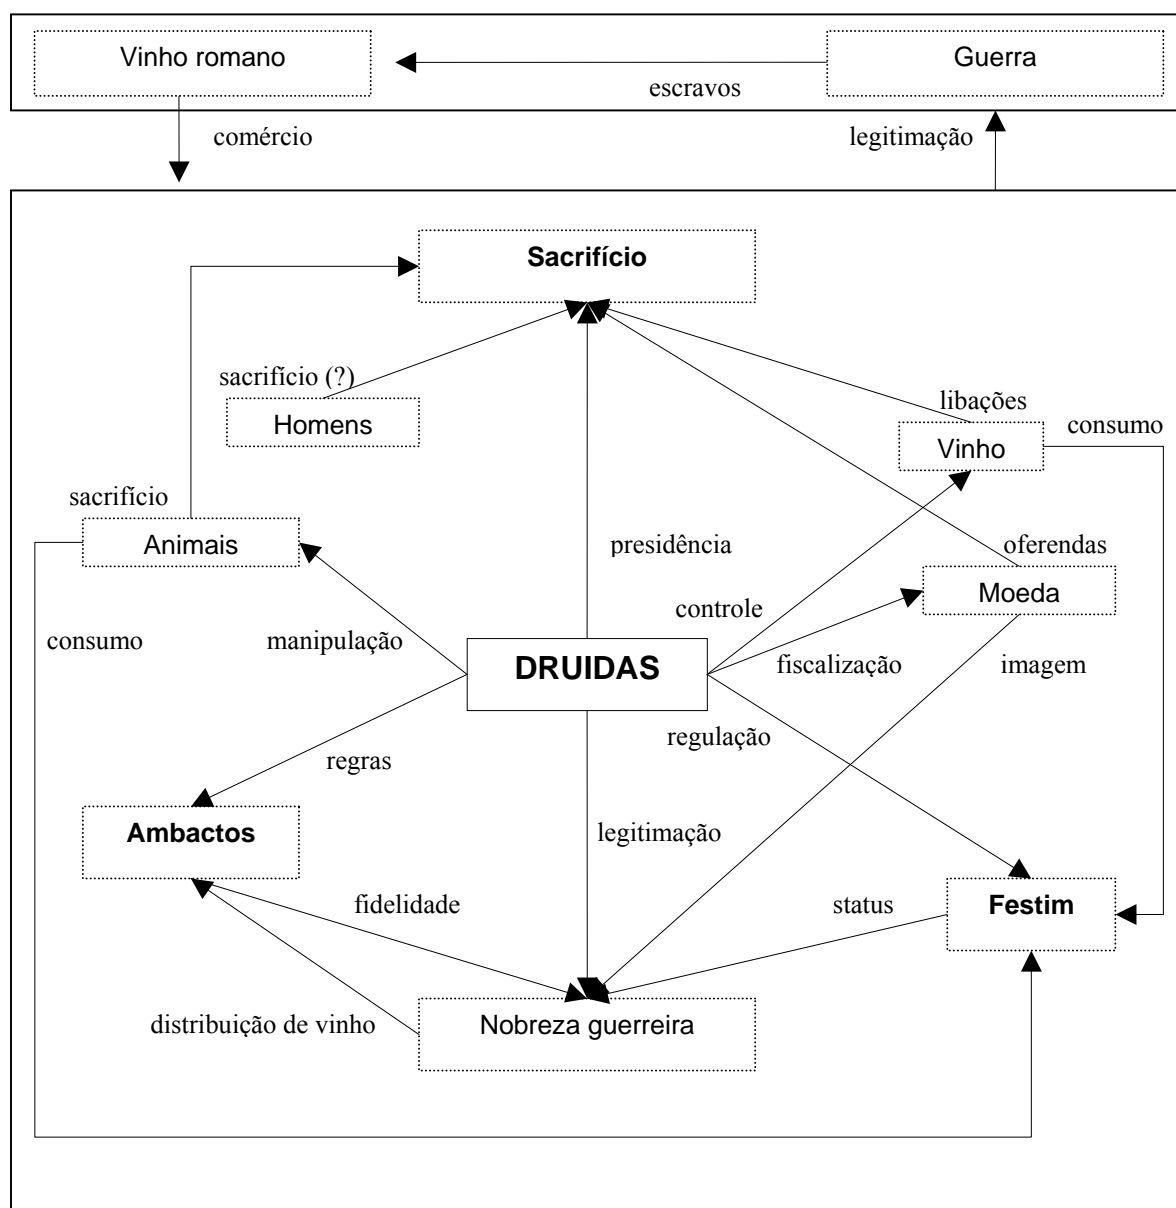 Vinho romano
Guerra
escravos
comércio
legitimação
Sacrifício
sacrifício (?)
Homens
libações
consumo
Vinho
sacrifício
Animais
presidência
oferendas
Moeda
controle
consumo
manipulação
DRUIDAS
fiscalização
imagem
regulação
regras
Ambactos
legitimação
fidelidade
status
Festim
distribuição de vinho
Nobreza guerreira